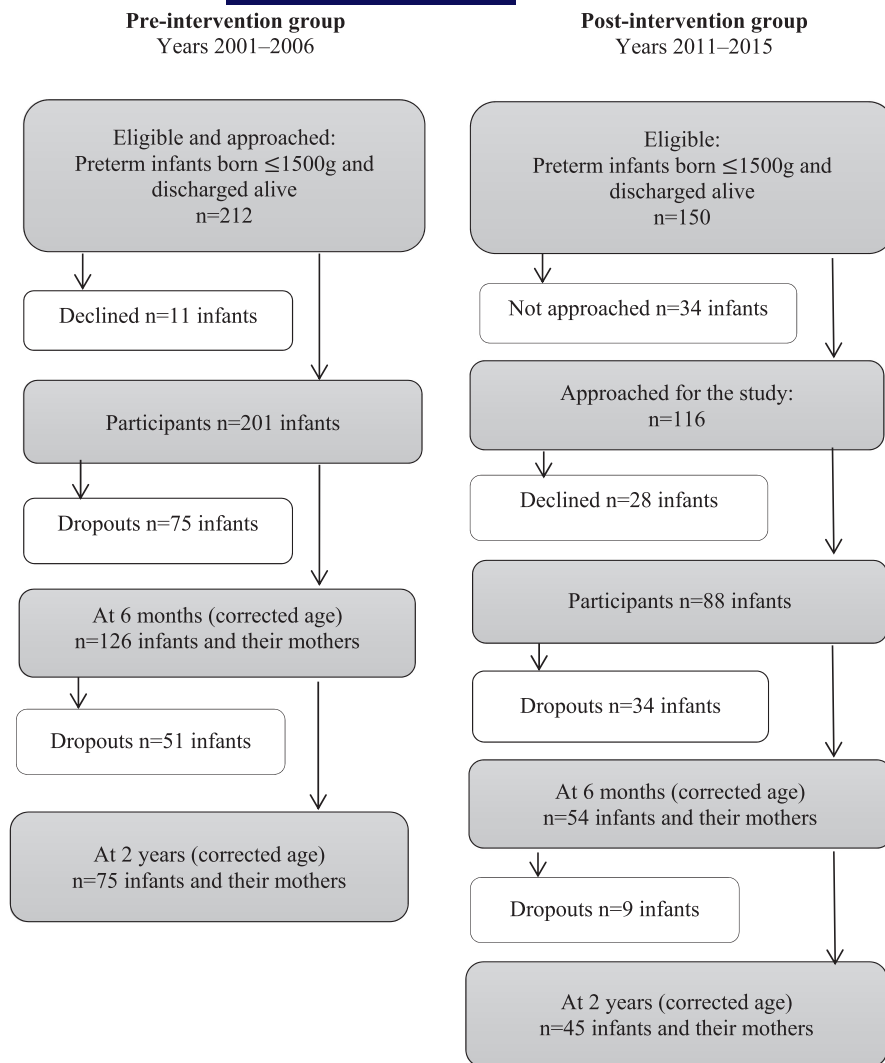 Pre-intervention group
Years 2001–2006
Eligible and approached:
Preterm infants born ≤1500g and
discharged alive
n=212
Declined n=11 infants
Participants n=201 infants
Dropouts n=75 infants
At 6 months (corrected age)
n=126 infants and their mothers
Dropouts n=51 infants
At 2 years (corrected age)
n=75 infants and their mothers
Post-intervention group
Years 2011–2015
Eligible:
Preterm infants born ≤1500g and
discharged alive
n=150
Not approached n=34 infants
Approached for the study:
n=116
Declined n=28 infants
Participants n=88 infants
Dropouts n=34 infants
At 6 months (corrected age)
n=54 infants and their mothers
Dropouts n=9 infants
At 2 years (corrected age)
n=45 infants and their mothers